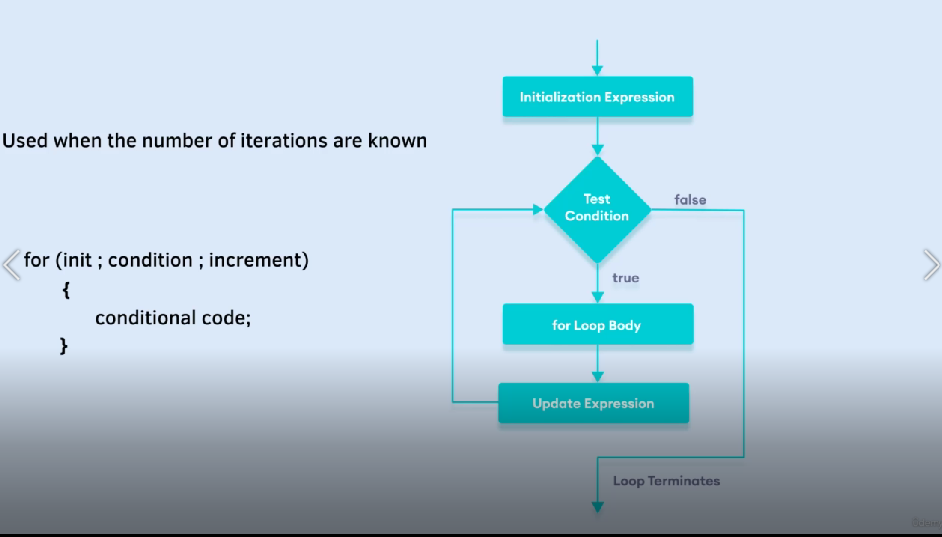 Used when the number of iterations are known
for (init ; condition ; increment)
{
conditional code;
}
Initialization Expression
Test
Condition
false
true
for Loop Body
Update Expression
Loop Terminates